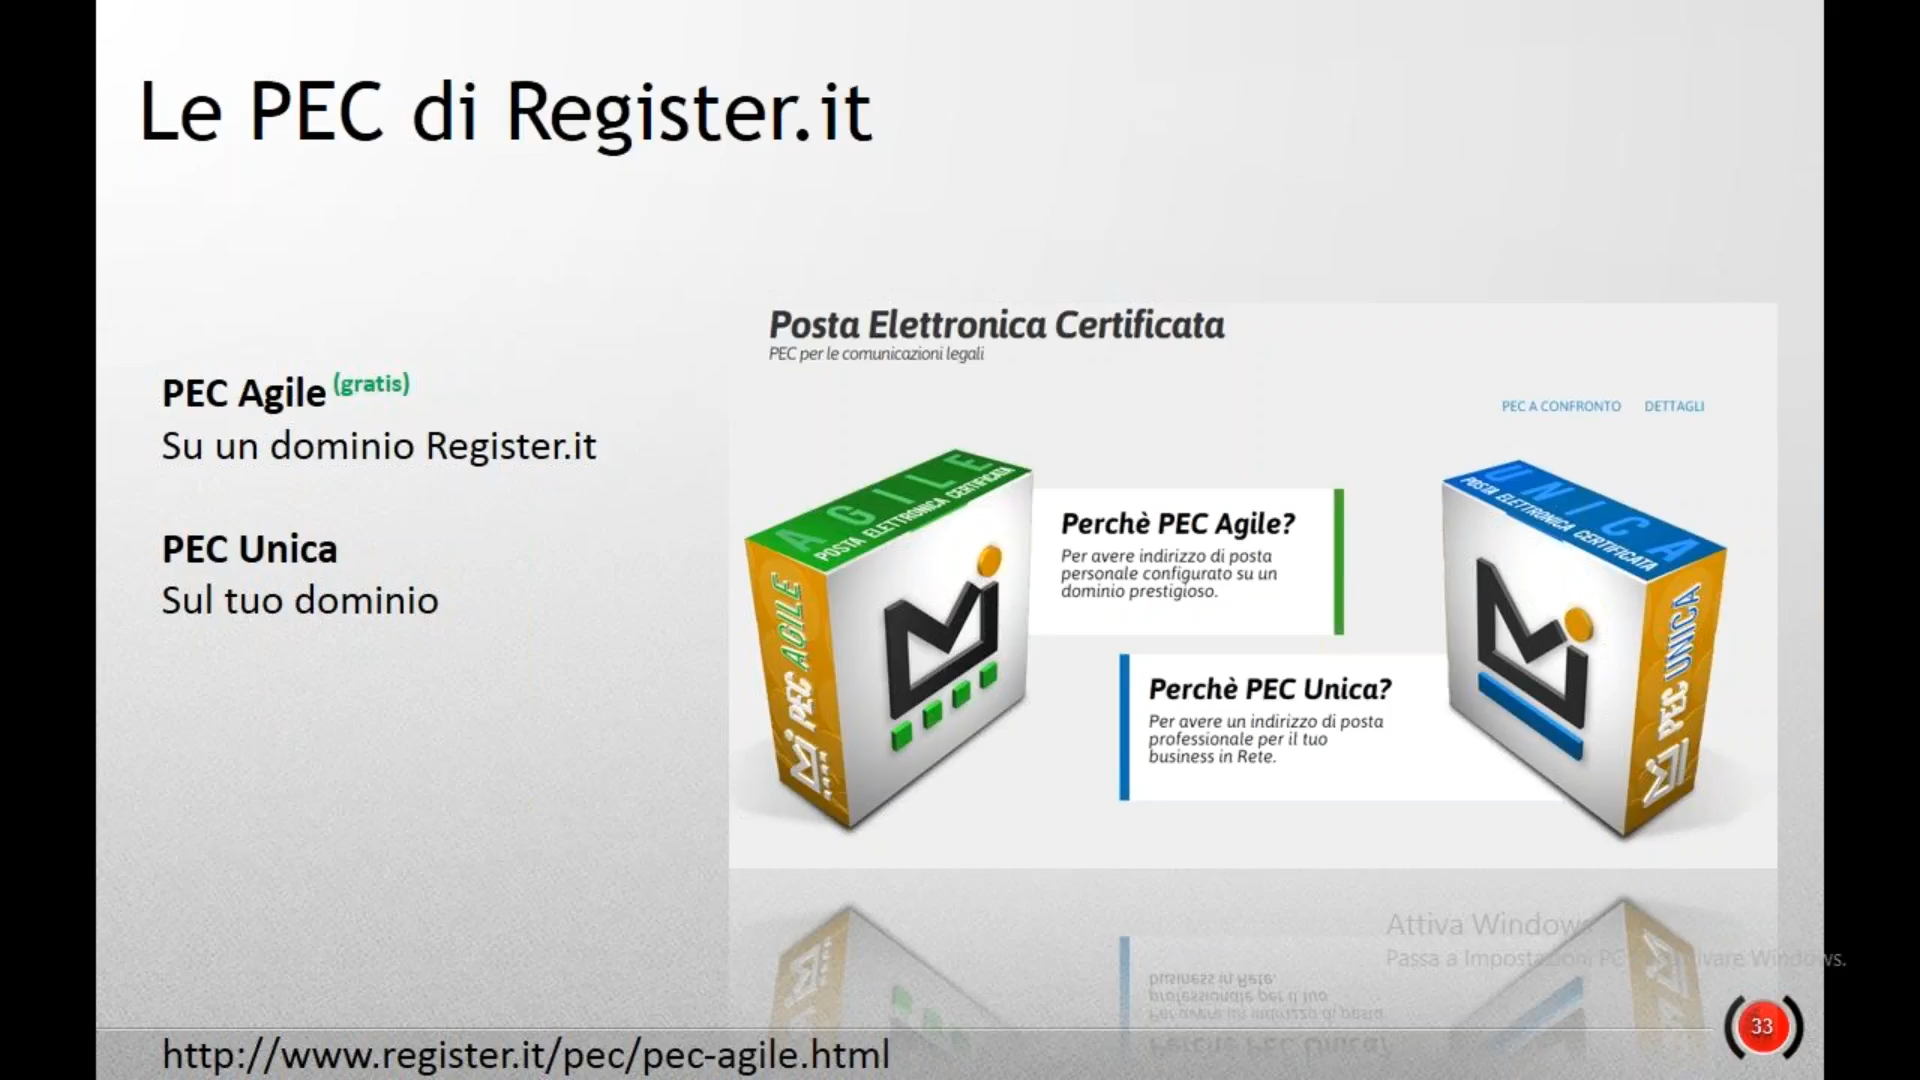 Le PEC di Register.it
Posta Elettronica Certificata
PEC per le comunicazioni legali
PEC Agile (gratis)
Su un dominio Register.it
PEC Unica
Sul tuo dominio
PEC A CONFRONTO DETTAGLI
AGILE
POSTA ELETTRONICA CERTIFICATA
PEC AGILE
Perchè PEC Agile?
Per avere indirizzo di posta
personale configurato su un
dominio prestigioso.
Perchè PEC Unica?
Per avere un indirizzo di posta
professionale per il tuo
business in Rete.
UNICA
POSTA ELETTRONICA CERTIFICATA
PEC UNICA
Attiva Windows
Passa a Impostazioni PC per attivare Windows.
33
http://www.register.it/pec/pec-agile.html